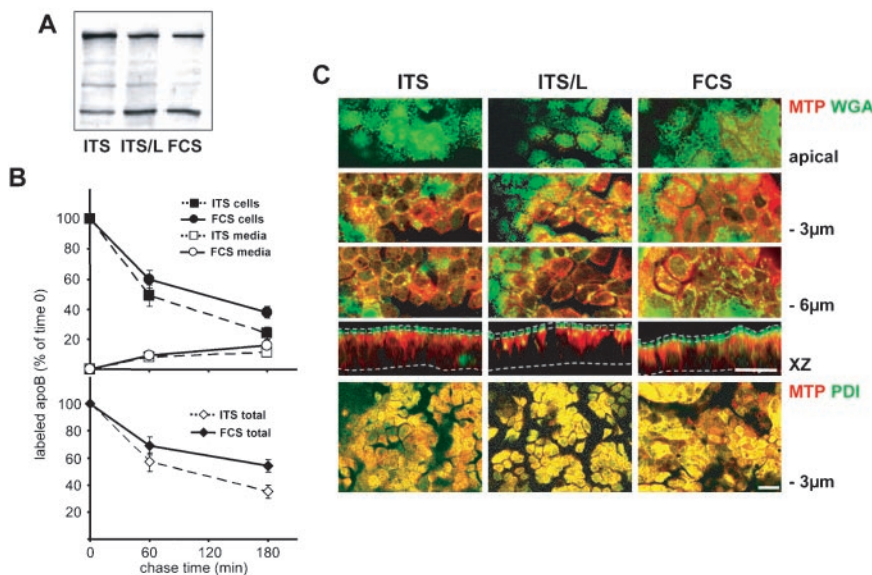 A
ITS ITS/L FCS
B
ITS cells
FCS cells
ITS media
FCS media
100
80
60
40
20
ITS total
FCS total
100
80
60
40
20
labeled apoB (% of time 0)
0 60 120 180
chase time (min)
C
ITS ITS/L FCS
MTP WGA
apical
- 3µm
- 6µm
XZ
MTP PDI
- 3µm